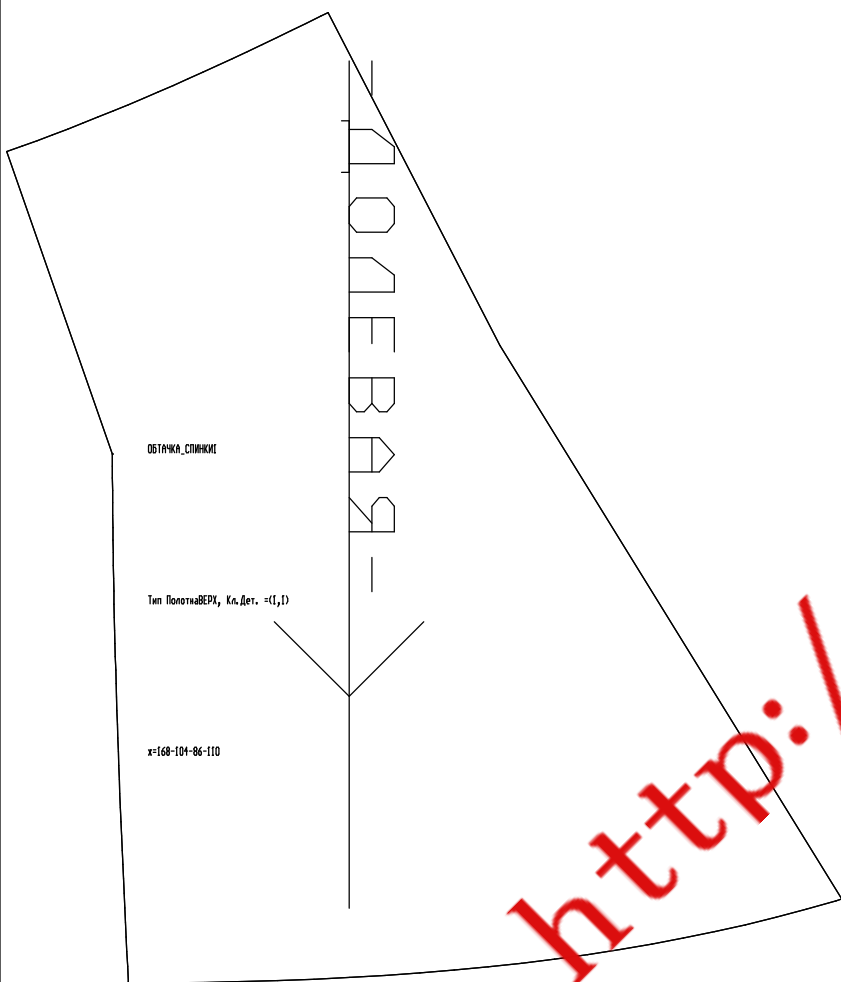 -ДОЛЕВАЯ-
ОБТАЧКА_СПИНКИ1
Тип ПолотнаВЕРХ, Кл.Дет. =(1,1)
х=168-104-86-110
http:/